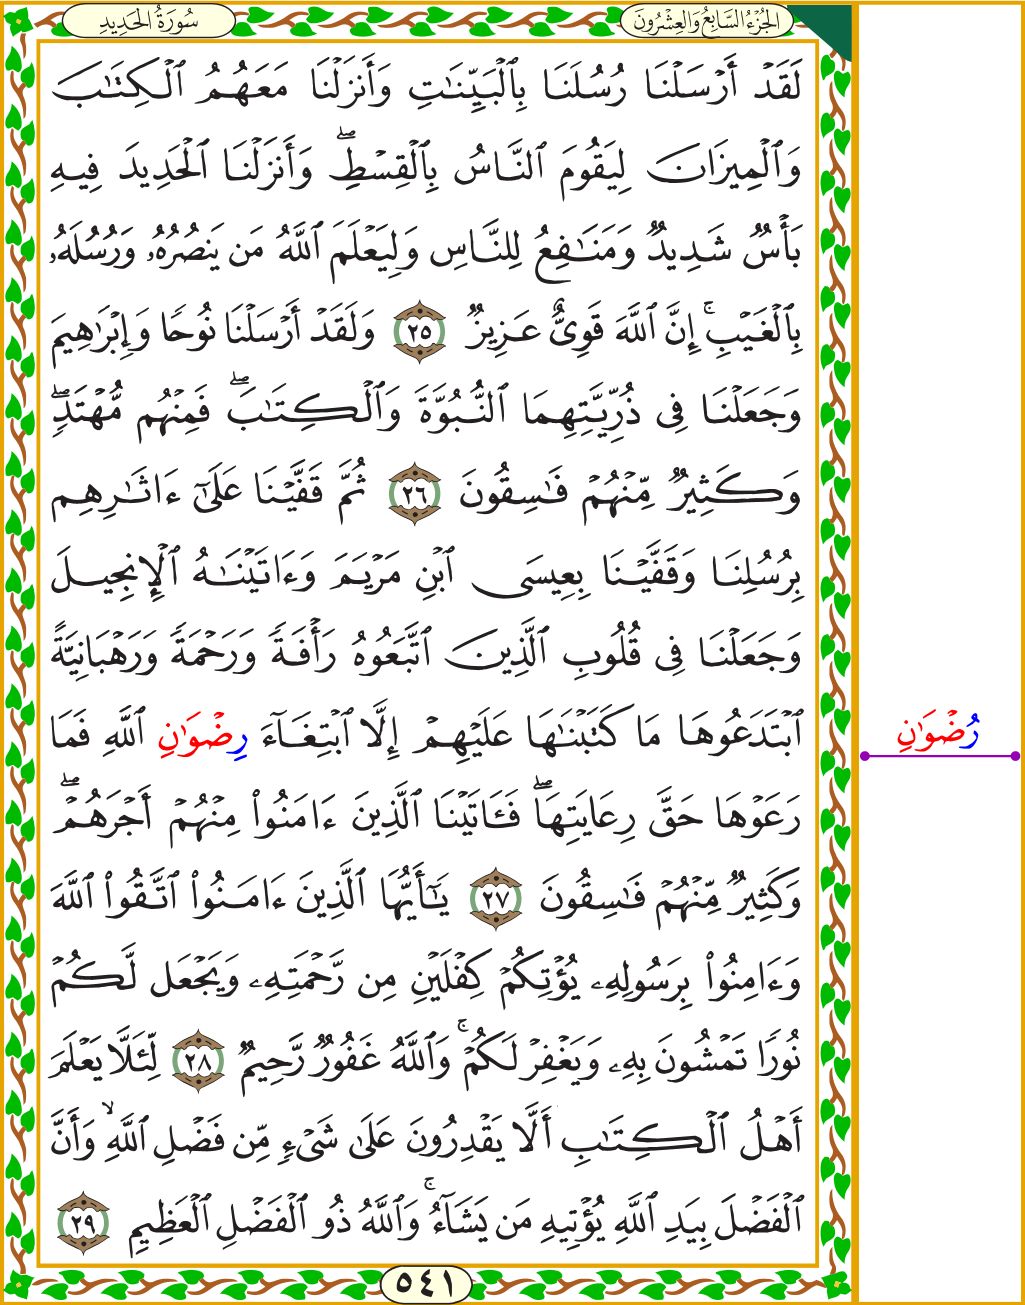 سُورَةُ الحَدِيدِ
الجُزْءُ السَّابِعُ وَالعِشْرُونَ
لَقَدْ أَرْسَلْنَا رُسُلَنَا بِٱلْبَيِّنَٰتِ وَأَنزَلْنَا مَعَهُمُ ٱلْكِتَٰبَ
وَٱلْمِيزَانَ لِيَقُومَ ٱلنَّاسُ بِٱلْقِسْطِ ۖ وَأَنزَلْنَا ٱلْحَدِيدَ فِيهِ
بَأْسٌ شَدِيدٌ وَمَنَٰفِعُ لِلنَّاسِ وَلِيَعْلَمَ ٱللَّهُ مَن يَنصُرُهُۥ وَرُسُلَهُۥ
بِٱلْغَيْبِ ۚ إِنَّ ٱللَّهَ قَوِىٌّ عَزِيزٌ ٢٥ وَلَقَدْ أَرْسَلْنَا نُوحًا وَإِبْرَٰهِيمَ
وَجَعَلْنَا فِى ذُرِّيَّتِهِمَا ٱلنُّبُوَّةَ وَٱلْكِتَٰبَ ۖ فَمِنْهُم مُّهْتَدٍ ۖ
وَكَثِيرٌ مِّنْهُمْ فَٰسِقُونَ ٢٦ ثُمَّ قَفَّيْنَا عَلَىٰٓ ءَاثَٰرِهِم
بِرُسُلِنَا وَقَفَّيْنَا بِعِيسَى ٱبْنِ مَرْيَمَ وَءَاتَيْنَٰهُ ٱلْإِنجِيلَ
وَجَعَلْنَا فِى قُلُوبِ ٱلَّذِينَ ٱتَّبَعُوهُ رَأْفَةً وَرَحْمَةً وَرَهْبَانِيَّةً
ٱبْتَدَعُوهَا مَا كَتَبْنَٰهَا عَلَيْهِمْ إِلَّا ٱبْتِغَآءَ رِضْوَٰنِ ٱللَّهِ فَمَا
رُضْوَٰنِ
رَعَوْهَا حَقَّ رِعَايَتِهَا ۖ فَـَٔاتَيْنَا ٱلَّذِينَ ءَامَنُوا۟ مِنْهُمْ أَجْرَهُمْ ۖ
وَكَثِيرٌ مِّنْهُمْ فَٰسِقُونَ ٢٧ يَٰٓأَيُّهَا ٱلَّذِينَ ءَامَنُوا۟ ٱتَّقُوا۟ ٱللَّهَ
وَءَامِنُوا۟ بِرَسُولِهِۦ يُؤْتِكُمْ كِفْلَيْنِ مِن رَّحْمَتِهِۦ وَيَجْعَل لَّكُمْ
نُورًا تَمْشُونَ بِهِۦ وَيَغْفِرْ لَكُمْ ۚ وَٱللَّهُ غَفُورٌ رَّحِيمٌ ٢٨ لِّئَلَّا يَعْلَمَ
أَهْلُ ٱلْكِتَٰبِ أَلَّا يَقْدِرُونَ عَلَىٰ شَىْءٍ مِّن فَضْلِ ٱللَّهِ ۙ وَأَنَّ
ٱلْفَضْلَ بِيَدِ ٱللَّهِ يُؤْتِيهِ مَن يَشَآءُ ۚ وَٱللَّهُ ذُو ٱلْفَضْلِ ٱلْعَظِيمِ ٢٩
٥٤١